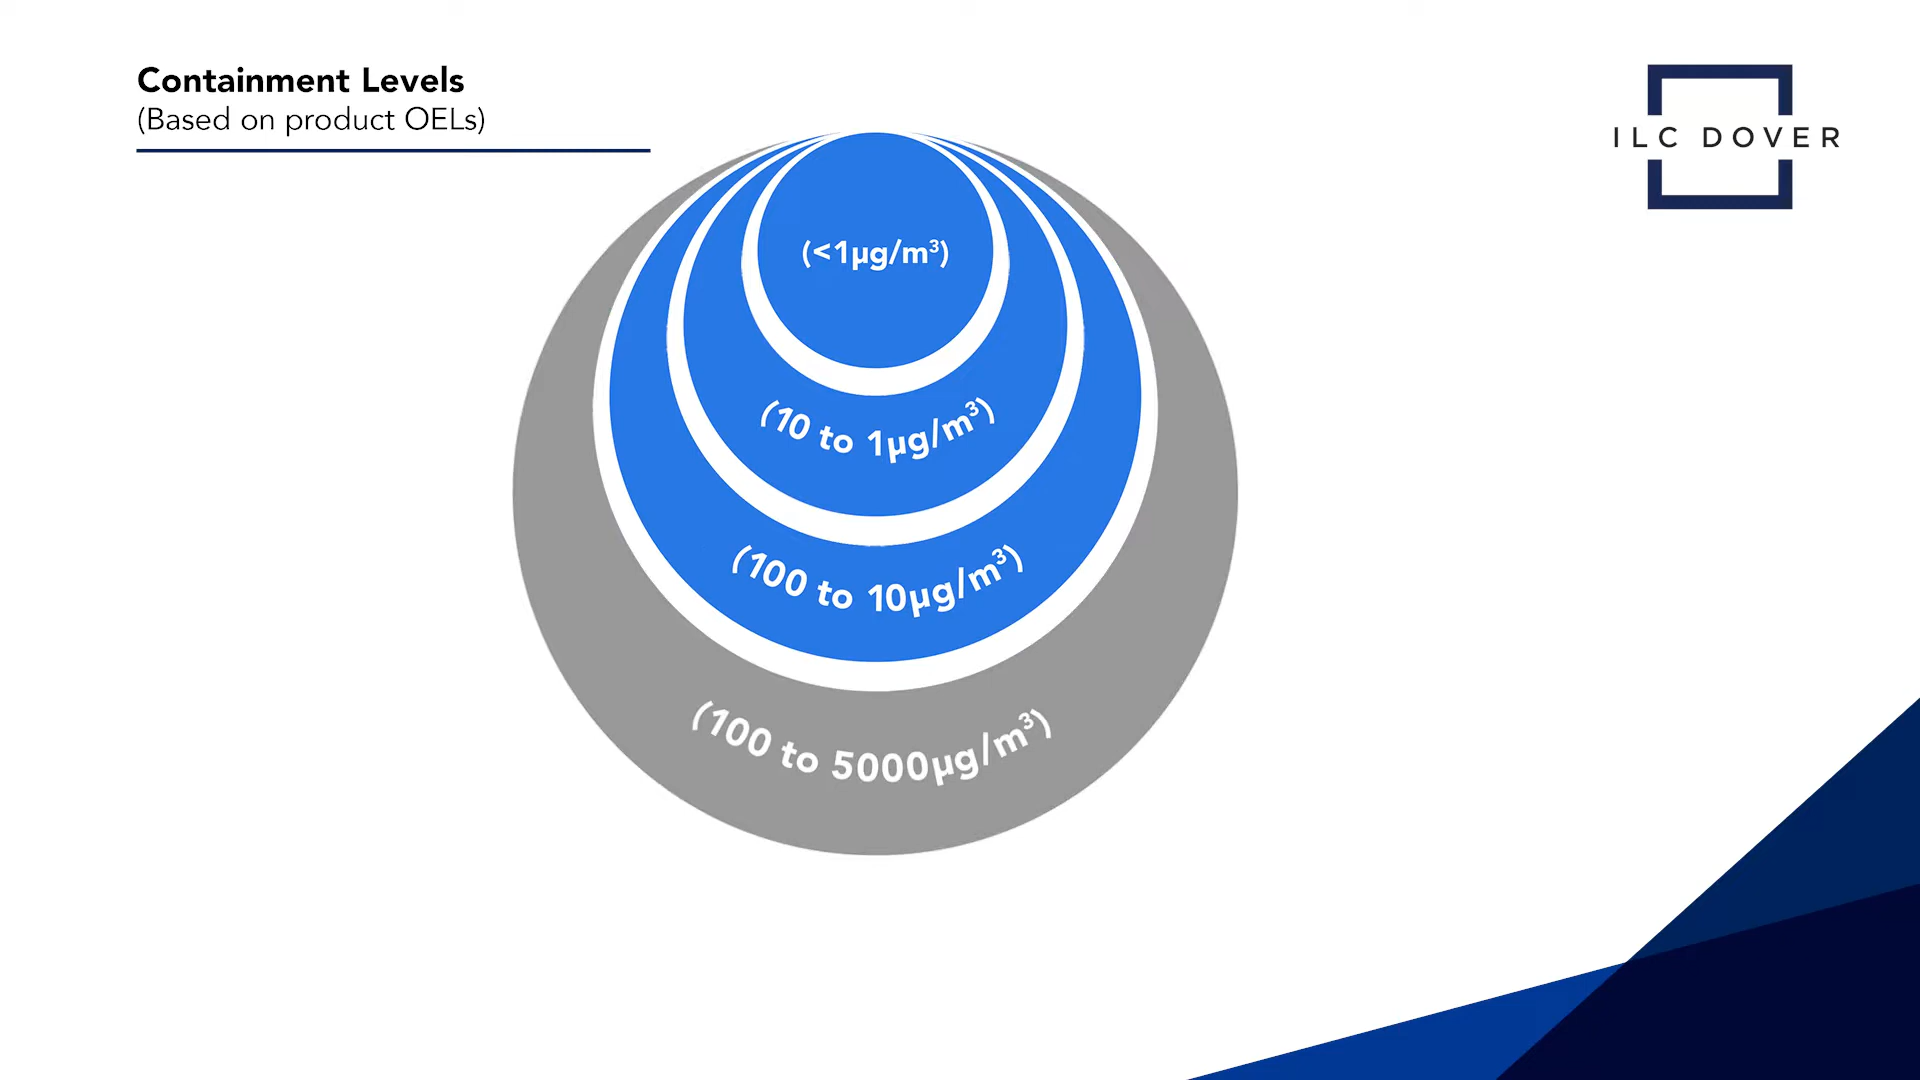 Containment Levels
(Based on product OELs)
ILC DOVER
(<1µg/m³)
(10 to 1µg/m³)
(100 to 10µg/m³)
(100 to 5000µg/m³)